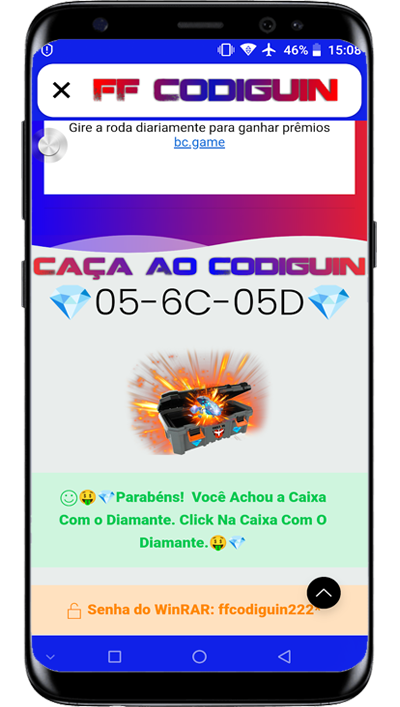 46% 15:08
FF CODIGUIN
Gire a roda diariamente para ganhar prêmios
bc.game
CAÇA AO CODIGUIN
💎05-6C-05D💎
🤑💎Parabéns! Você Achou a Caixa
Com o Diamante. Click Na Caixa Com O
Diamante.🤑💎
Senha do WinRAR: ffcodiguin222*